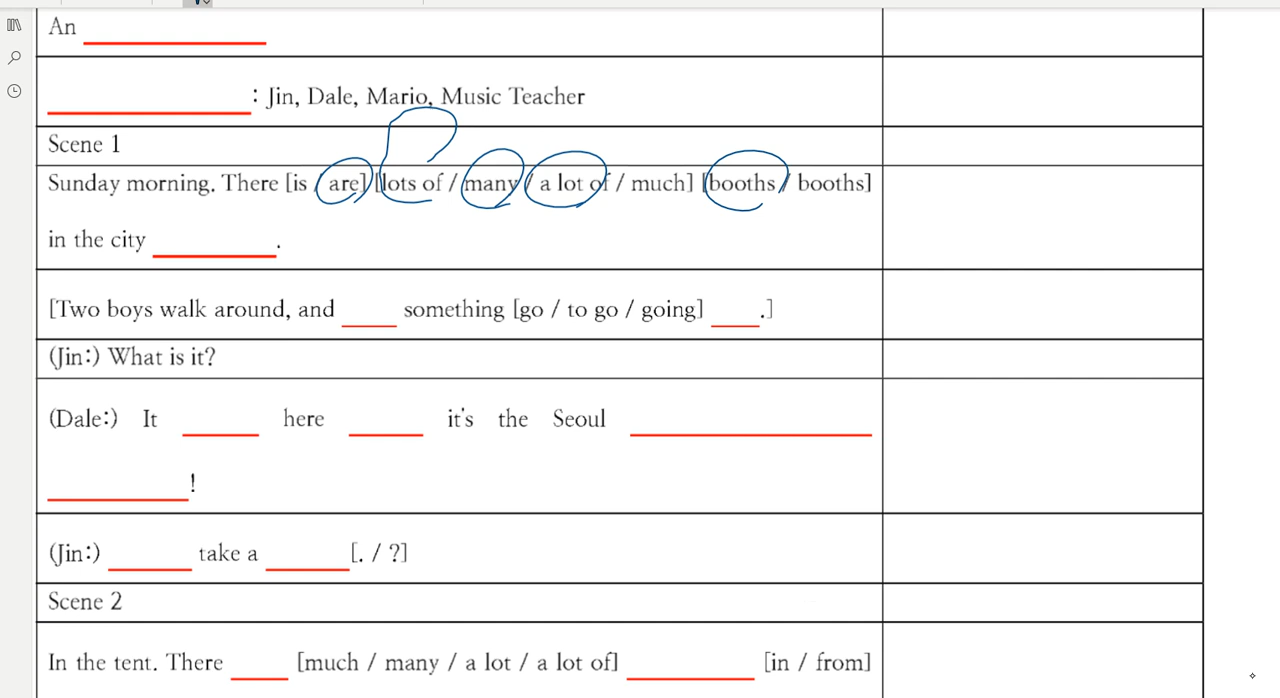 An
: Jin, Dale, Mario, Music Teacher
Scene 1
Sunday morning. There [is / are] [lots of / many / a lot of / much] [booths / booths]
in the city .
[Two boys walk around, and something [go / to go / going] .]
(Jin:) What is it?
(Dale:) It here it's the Seoul
!
(Jin:) take a [. / ?]
Scene 2
In the tent. There [much / many / a lot / a lot of] [in / from]